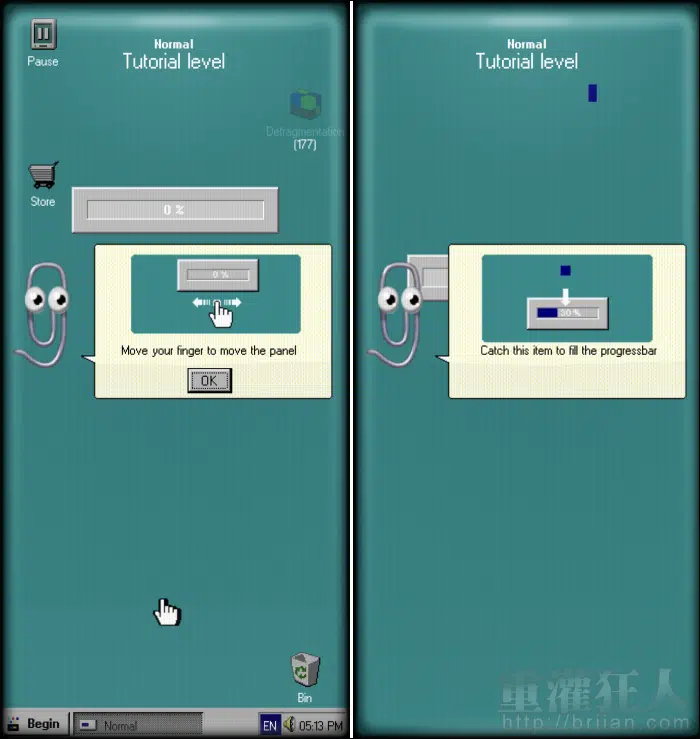 Pause
Normal
Tutorial level
Defragmentation
(177)
Store
0 %
0 %
Move your finger to move the panel
OK
Bin
Begin
Normal
EN
05:13 PM
Normal
Tutorial level
30 %
Catch this item to fill the progressbar
重灌狂人
http://briian.com